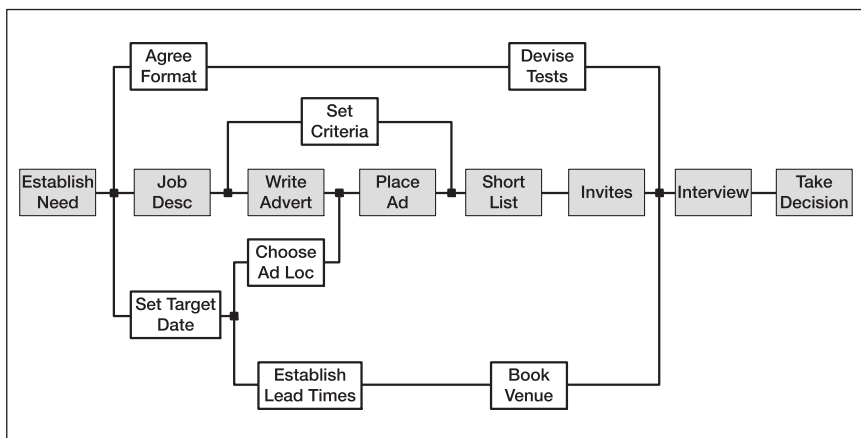 Agree
Format
Devise
Tests
Set
Criteria
Establish
Need
Job
Desc
Write
Advert
Place
Ad
Short
List
Invites
Interview
Take
Decision
Choose
Ad Loc
Set Target
Date
Establish
Lead Times
Book
Venue